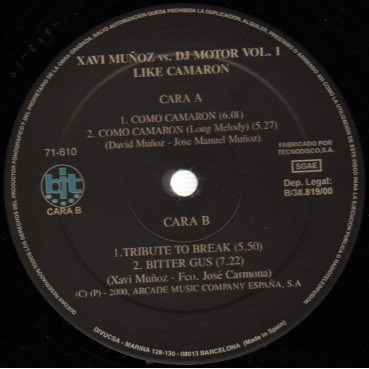 XAVI MUÑOZ vs. DJ MOTOR VOL. 1
LIKE CAMARON
CARA A
1. COMO CAMARON (6.01)
2. COMO CAMARON (Long Melody) (5.27)
(David Muñoz - Jose Manuel Muñoz)
71-610
bit
CARA B
FABRICADO POR
TECNODISCO,S.A.
SGAE
Dep. Legal:
B/38.819/00
CARA B
1.TRIBUTE TO BREAK (5.50)
2. BITTER GUS (7.22)
(Xavi Muñoz - Fco. José Carmona)
(C) (P) - 2000, ARCADE MUSIC COMPANY ESPAÑA, S.A
DIVUCSA - MARINA 128-130 - 08013 BARCELONA (Made in Spain)